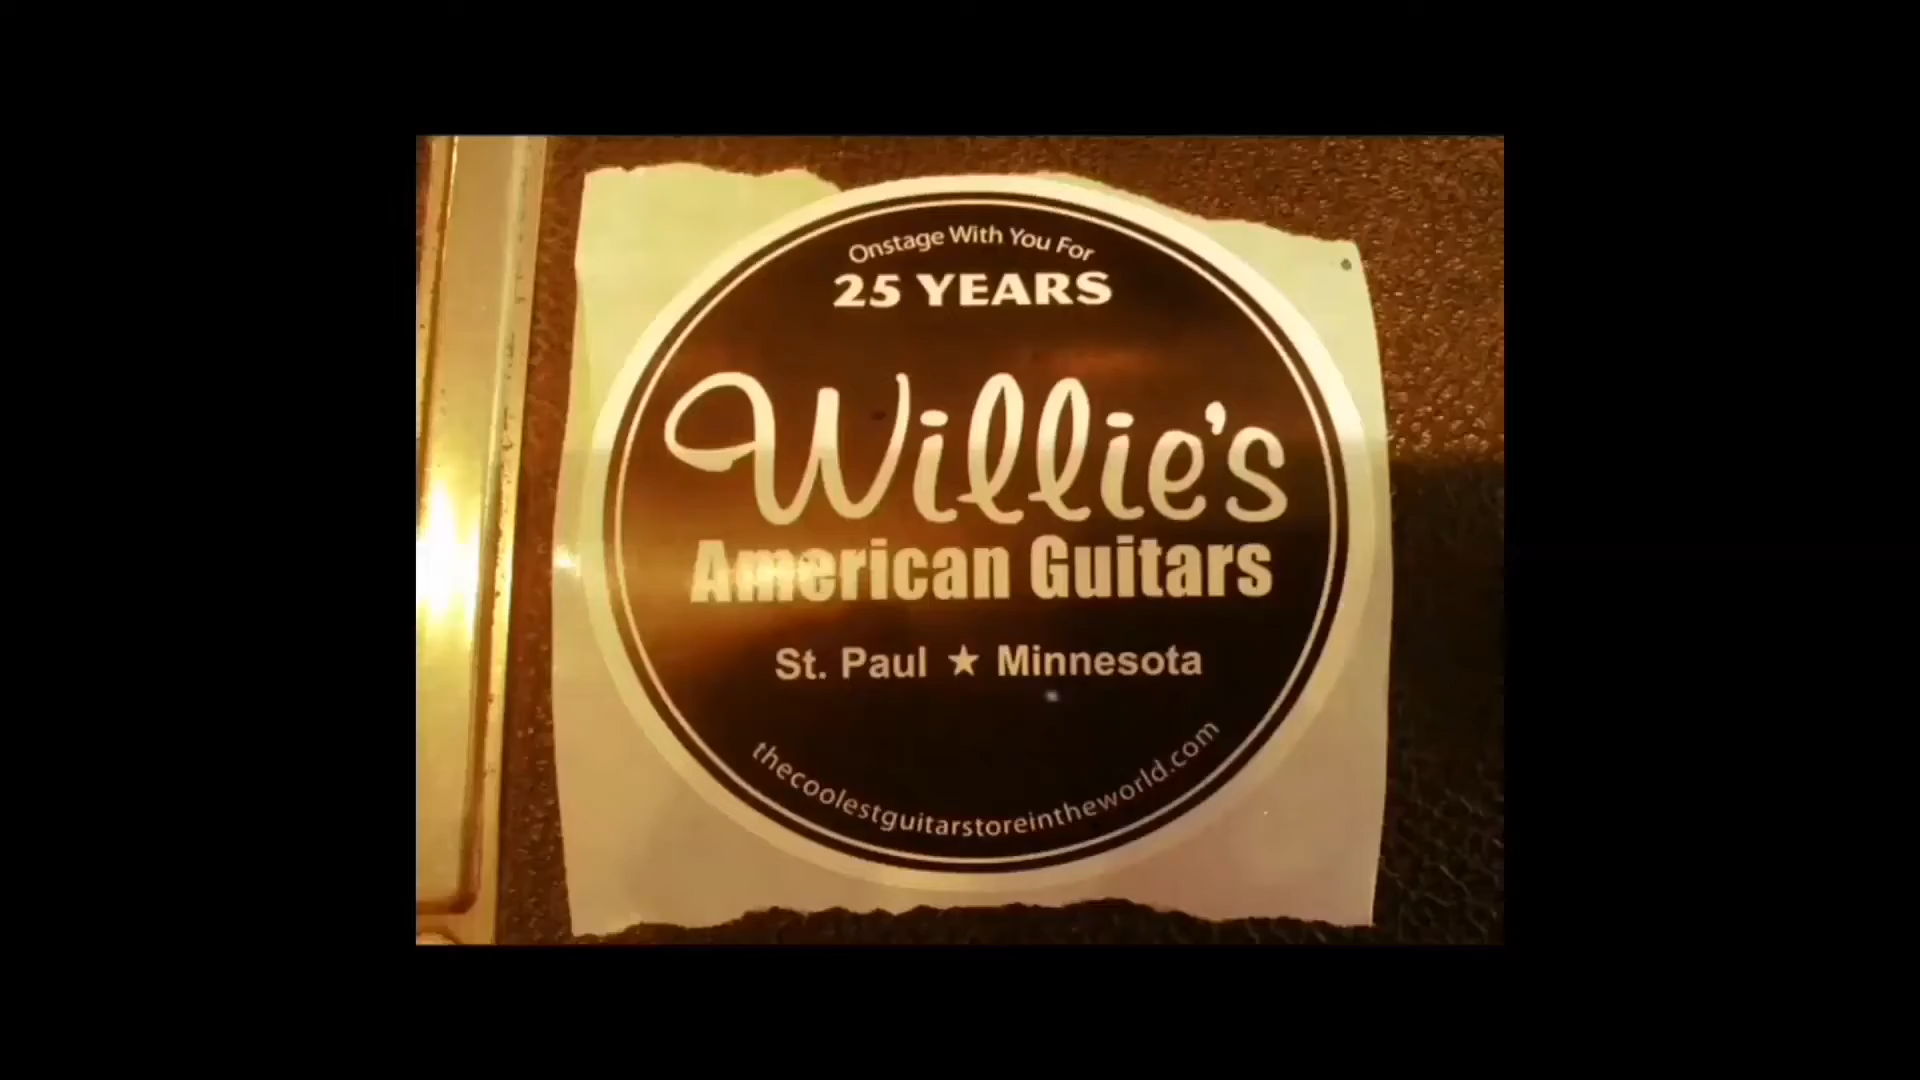 Onstage With You For
25 YEARS
Willie's
American Guitars
St. Paul ★ Minnesota
thecoolestguitarstoreintheworld.com